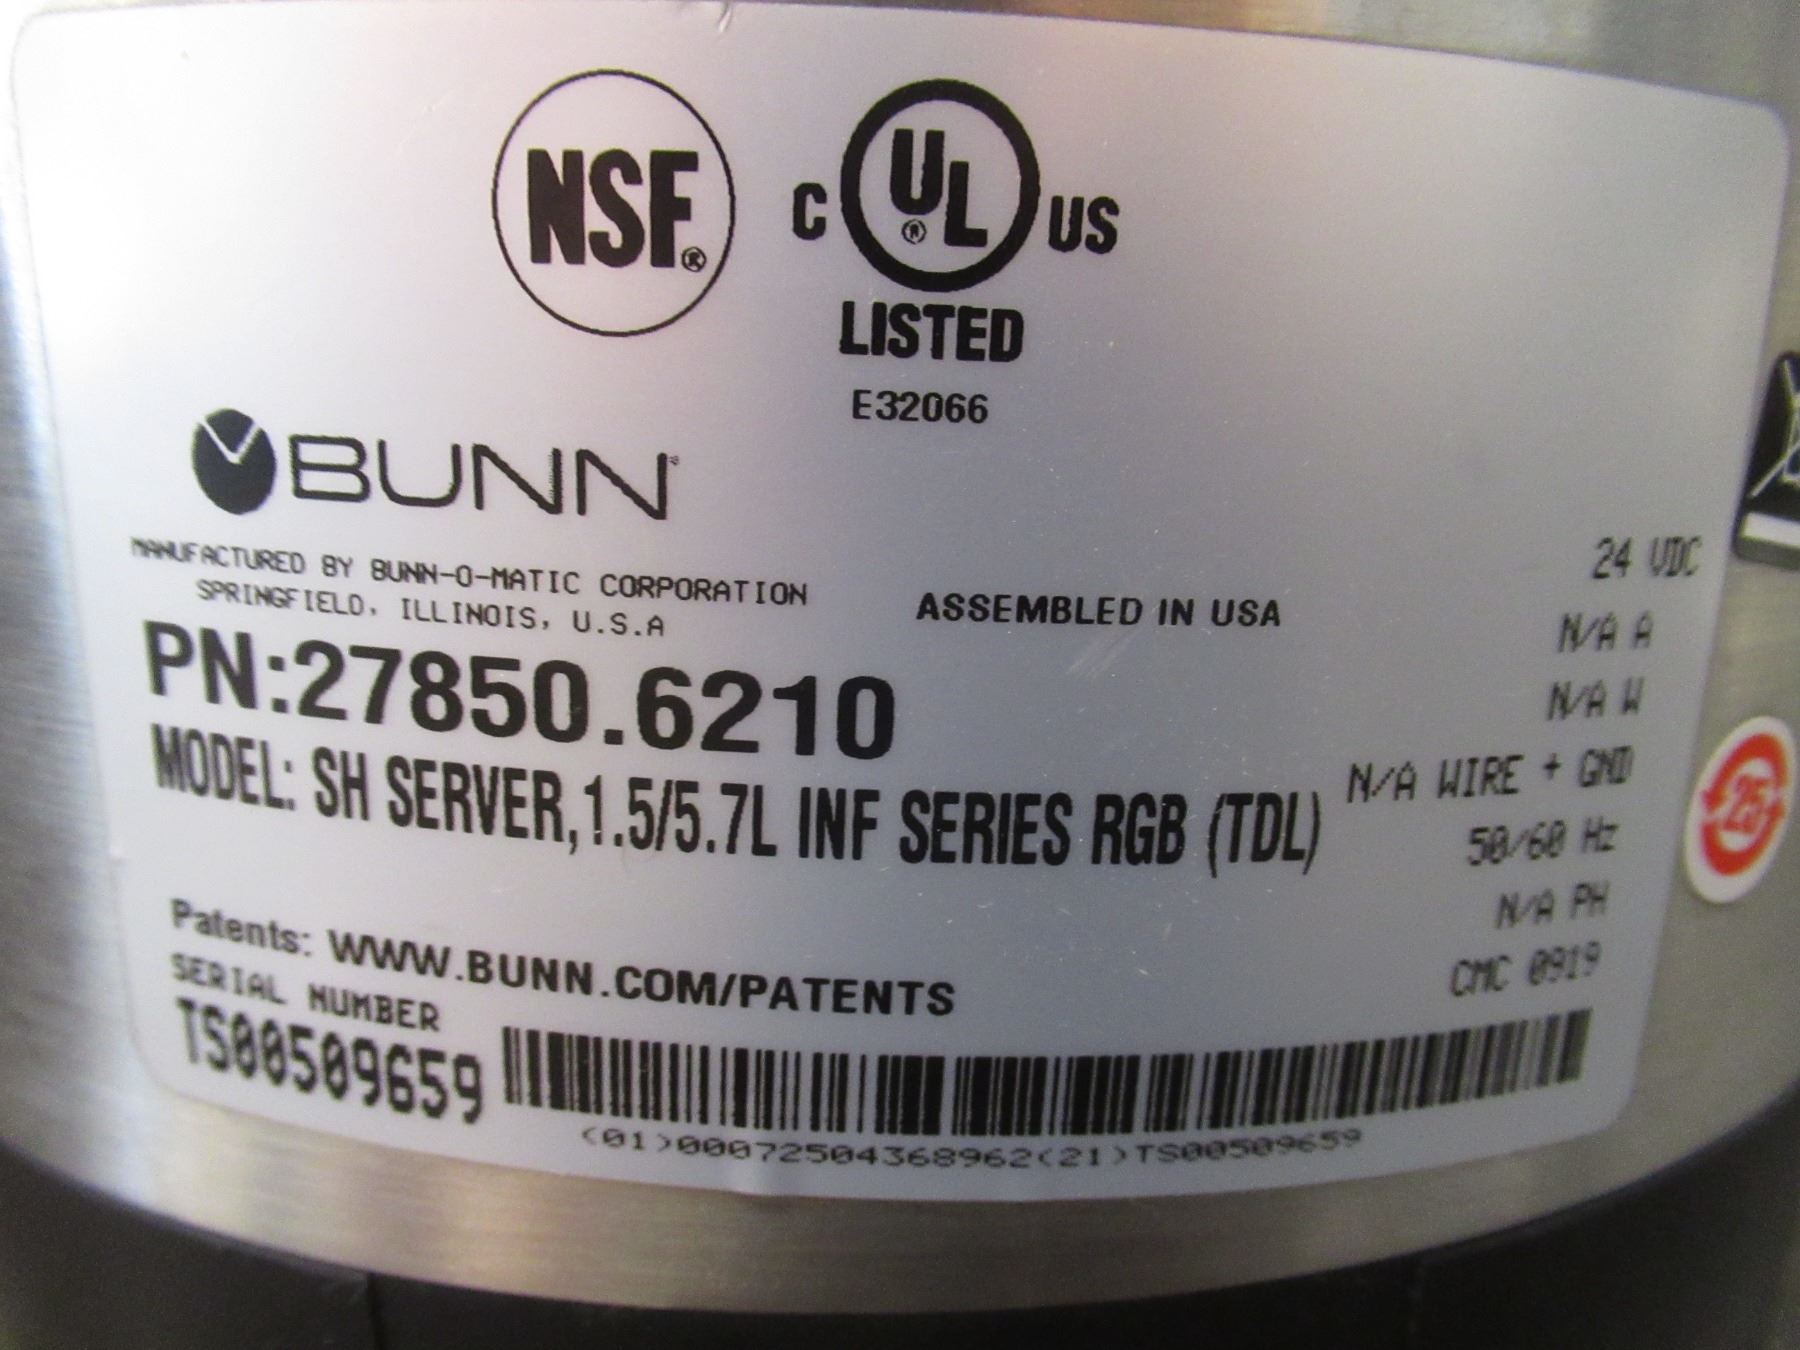 NSF®
C UL® US
LISTED
E32066
BUNN®
MANUFACTURED BY BUNN-O-MATIC CORPORATION
SPRINGFIELD, ILLINOIS, U.S.A
ASSEMBLED IN USA
PN:27850.6210
MODEL: SH SERVER,1.5/5.7L INF SERIES RGB (TDL)
24 VDC
N/A A
N/A W
N/A WIRE + GND
50/60 Hz
N/A PH
CMC 0919
Patents: WWW.BUNN.COM/PATENTS
SERIAL NUMBER
TS00509659
(01)00072504368962(21)TS00509659
25